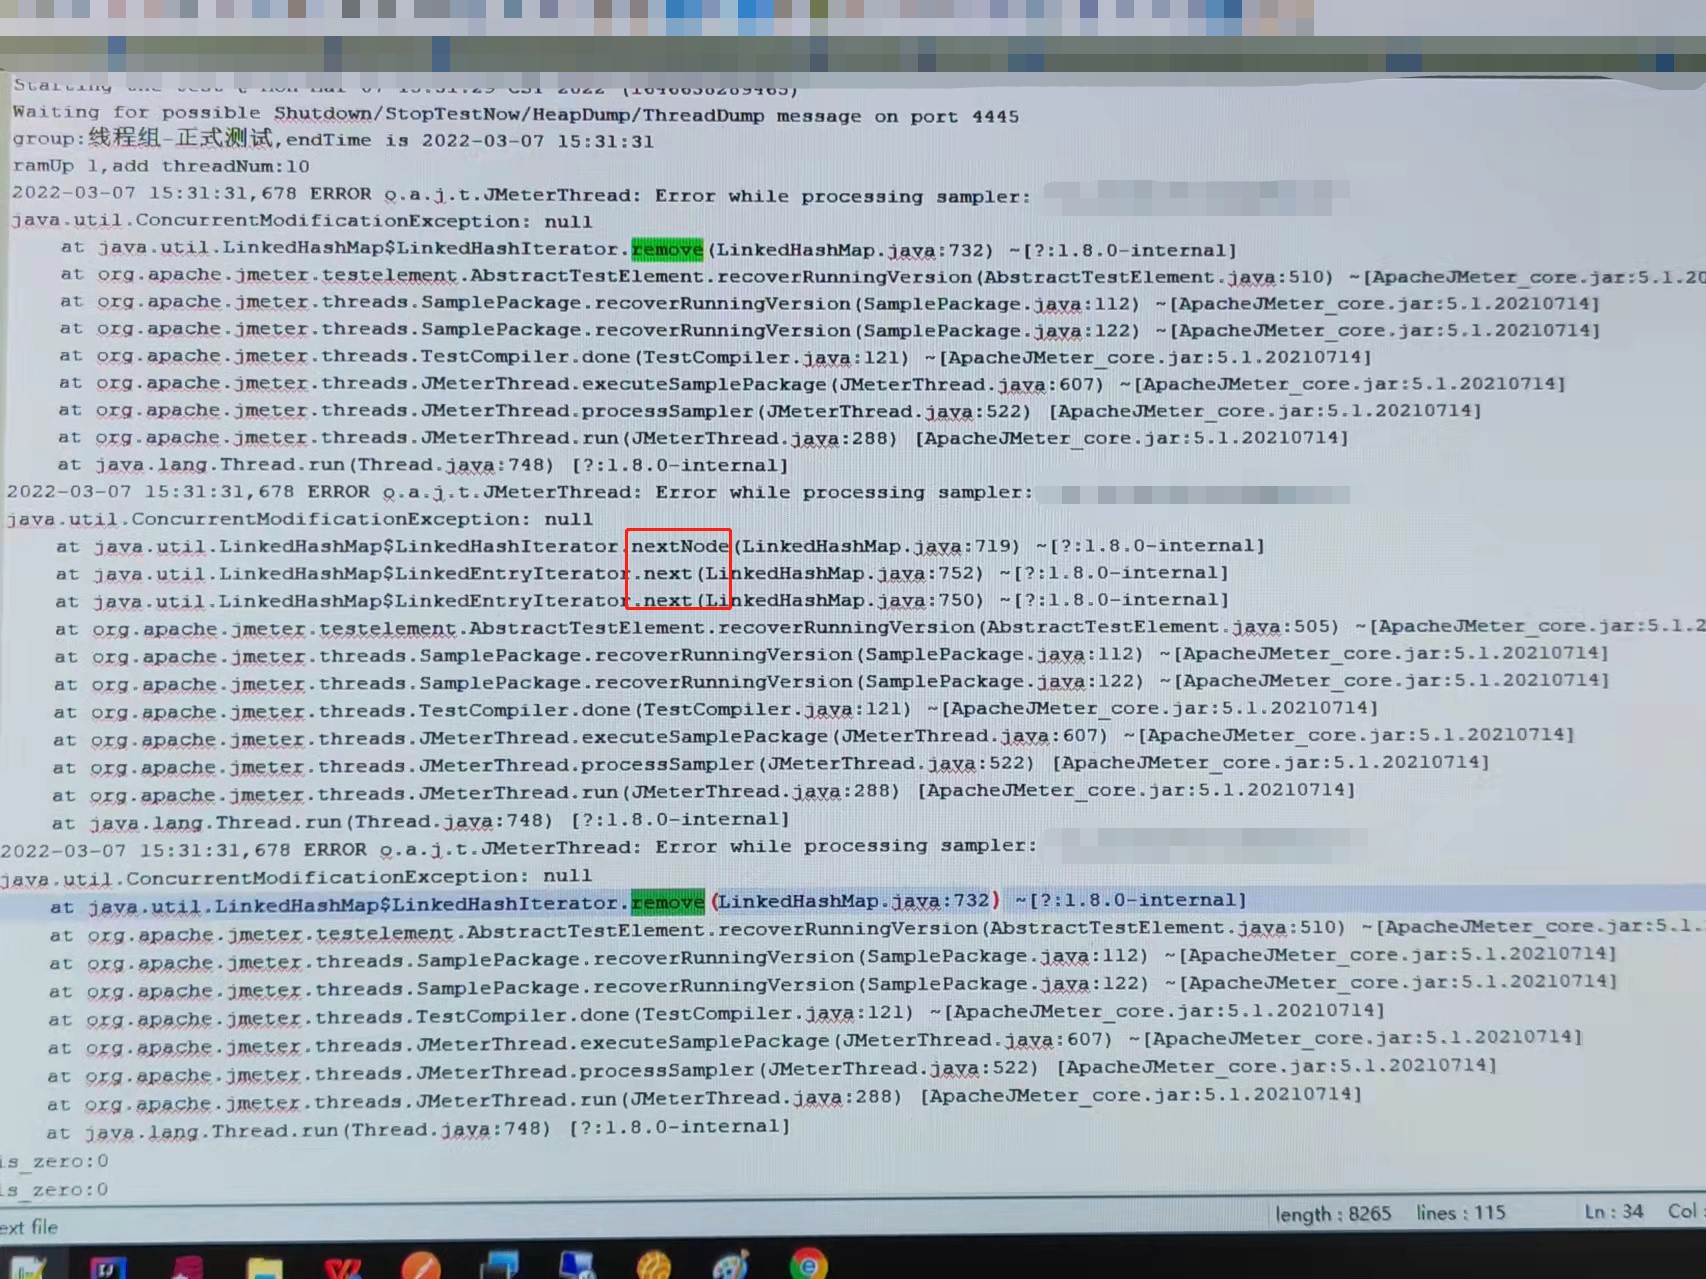 Starting the test @ Mon Mar 07 15:31:29 CST 2022 (1646638289465)
Waiting for possible Shutdown/StopTestNow/HeapDump/ThreadDump message on port 4445
group:线程组-正式测试,endTime is 2022-03-07 15:31:31
ramUp 1,add threadNum:10
2022-03-07 15:31:31,678 ERROR o.a.j.t.JMeterThread: Error while processing sampler:
java.util.ConcurrentModificationException: null
at java.util.LinkedHashMap$LinkedHashIterator.remove(LinkedHashMap.java:732) ~[?:1.8.0-internal]
at org.apache.jmeter.testelement.AbstractTestElement.recoverRunningVersion(AbstractTestElement.java:510) ~[ApacheJMeter_core.jar:5.1.20
at org.apache.jmeter.threads.SamplePackage.recoverRunningVersion(SamplePackage.java:112) ~[ApacheJMeter_core.jar:5.1.20210714]
at org.apache.jmeter.threads.SamplePackage.recoverRunningVersion(SamplePackage.java:122) ~[ApacheJMeter_core.jar:5.1.20210714]
at org.apache.jmeter.threads.TestCompiler.done(TestCompiler.java:121) ~[ApacheJMeter_core.jar:5.1.20210714]
at org.apache.jmeter.threads.JMeterThread.executeSamplePackage(JMeterThread.java:607) ~[ApacheJMeter_core.jar:5.1.20210714]
at org.apache.jmeter.threads.JMeterThread.processSampler(JMeterThread.java:522) [ApacheJMeter_core.jar:5.1.20210714]
at org.apache.jmeter.threads.JMeterThread.run(JMeterThread.java:288) [ApacheJMeter_core.jar:5.1.20210714]
at java.lang.Thread.run(Thread.java:748) [?:1.8.0-internal]
2022-03-07 15:31:31,678 ERROR o.a.j.t.JMeterThread: Error while processing sampler:
java.util.ConcurrentModificationException: null
at java.util.LinkedHashMap$LinkedHashIterator.nextNode(LinkedHashMap.java:719) ~[?:1.8.0-internal]
at java.util.LinkedHashMap$LinkedEntryIterator.next(LinkedHashMap.java:752) ~[?:1.8.0-internal]
at java.util.LinkedHashMap$LinkedEntryIterator.next(LinkedHashMap.java:750) ~[?:1.8.0-internal]
at org.apache.jmeter.testelement.AbstractTestElement.recoverRunningVersion(AbstractTestElement.java:505) ~[ApacheJMeter_core.jar:5.1.2
at org.apache.jmeter.threads.SamplePackage.recoverRunningVersion(SamplePackage.java:112) ~[ApacheJMeter_core.jar:5.1.20210714]
at org.apache.jmeter.threads.SamplePackage.recoverRunningVersion(SamplePackage.java:122) ~[ApacheJMeter_core.jar:5.1.20210714]
at org.apache.jmeter.threads.TestCompiler.done(TestCompiler.java:121) ~[ApacheJMeter_core.jar:5.1.20210714]
at org.apache.jmeter.threads.JMeterThread.executeSamplePackage(JMeterThread.java:607) ~[ApacheJMeter_core.jar:5.1.20210714]
at org.apache.jmeter.threads.JMeterThread.processSampler(JMeterThread.java:522) [ApacheJMeter_core.jar:5.1.20210714]
at org.apache.jmeter.threads.JMeterThread.run(JMeterThread.java:288) [ApacheJMeter_core.jar:5.1.20210714]
at java.lang.Thread.run(Thread.java:748) [?:1.8.0-internal]
2022-03-07 15:31:31,678 ERROR o.a.j.t.JMeterThread: Error while processing sampler:
java.util.ConcurrentModificationException: null
at java.util.LinkedHashMap$LinkedHashIterator.remove(LinkedHashMap.java:732) ~[?:1.8.0-internal]
at org.apache.jmeter.testelement.AbstractTestElement.recoverRunningVersion(AbstractTestElement.java:510) ~[ApacheJMeter_core.jar:5.1.
at org.apache.jmeter.threads.SamplePackage.recoverRunningVersion(SamplePackage.java:112) ~[ApacheJMeter_core.jar:5.1.20210714]
at org.apache.jmeter.threads.SamplePackage.recoverRunningVersion(SamplePackage.java:122) ~[ApacheJMeter_core.jar:5.1.20210714]
at org.apache.jmeter.threads.TestCompiler.done(TestCompiler.java:121) ~[ApacheJMeter_core.jar:5.1.20210714]
at org.apache.jmeter.threads.JMeterThread.executeSamplePackage(JMeterThread.java:607) ~[ApacheJMeter_core.jar:5.1.20210714]
at org.apache.jmeter.threads.JMeterThread.processSampler(JMeterThread.java:522) [ApacheJMeter_core.jar:5.1.20210714]
at org.apache.jmeter.threads.JMeterThread.run(JMeterThread.java:288) [ApacheJMeter_core.jar:5.1.20210714]
at java.lang.Thread.run(Thread.java:748) [?:1.8.0-internal]
is_zero:0
is_zero:0
ext file length : 8265 lines : 115 Ln : 34 Col :